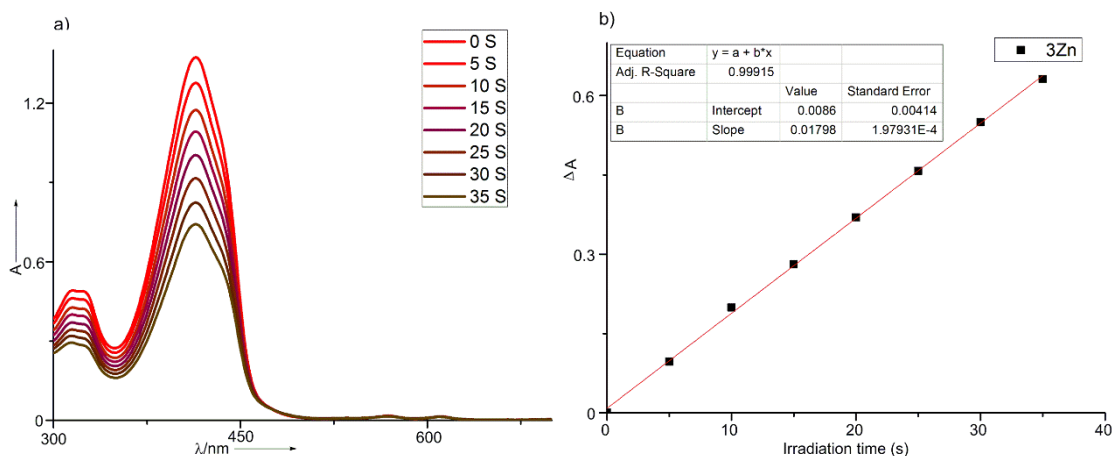 a)
0 S
5 S
10 S
15 S
20 S
25 S
30 S
35 S
1.2
0.6
0
A
300
450
600
λ/nm
b)
3Zn
Equation y = a + b*x
Adj. R-Square 0.99915
Value Standard Error
B Intercept 0.0086 0.00414
B Slope 0.01798 1.97931E-4
0.6
0.3
0.0
ΔA
0
10
20
30
40
Irradiation time (s)